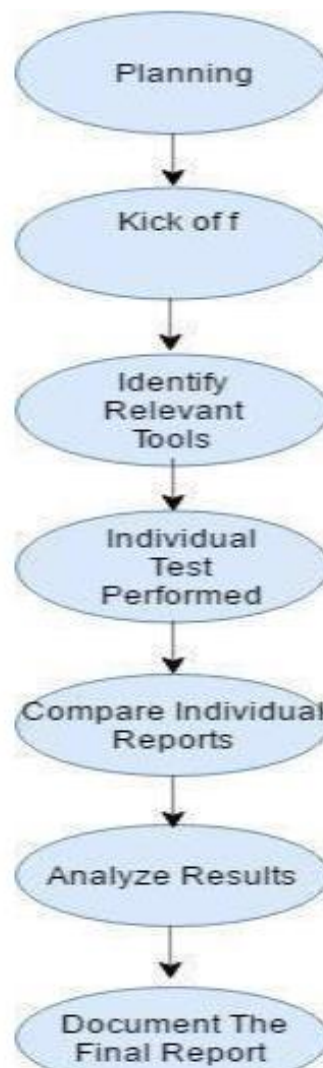 Planning
Kick of f
Identify
Relevant
Tools
Individual
Test
Performed
Compare Individual
Reports
Analyze Results
Document The
Final Report